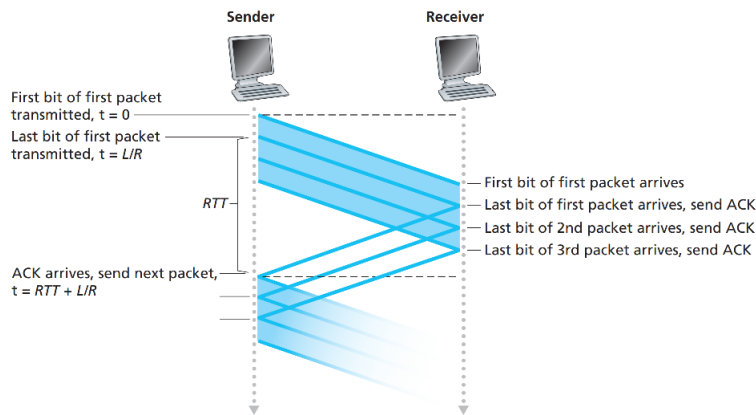 Sender
Receiver
First bit of first packet
transmitted, t = 0
Last bit of first packet
transmitted, t = L/R
RTT
ACK arrives, send next packet,
t = RTT + L/R
First bit of first packet arrives
Last bit of first packet arrives, send ACK
Last bit of 2nd packet arrives, send ACK
Last bit of 3rd packet arrives, send ACK